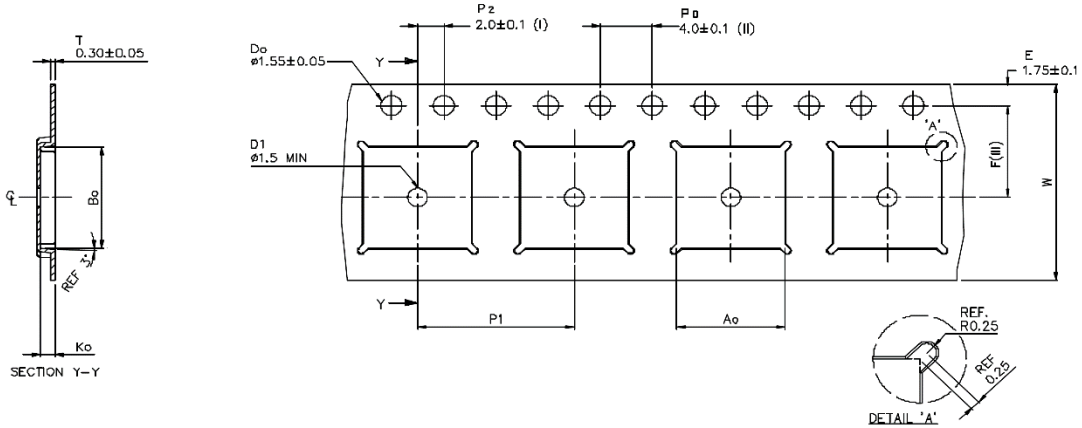 T
0.30±0.05
Do
ø1.55±0.05
Y
P2
2.0±0.1 (I)
Po
4.0±0.1 (II)
E
1.75±0.1
D1
ø1.5 MIN
'A'
F(III)
W
℄
Bo
REF 3°
Ko
SECTION Y-Y
Y
P1
Ao
REF.
R0.25
REF
0.25
DETAIL 'A'